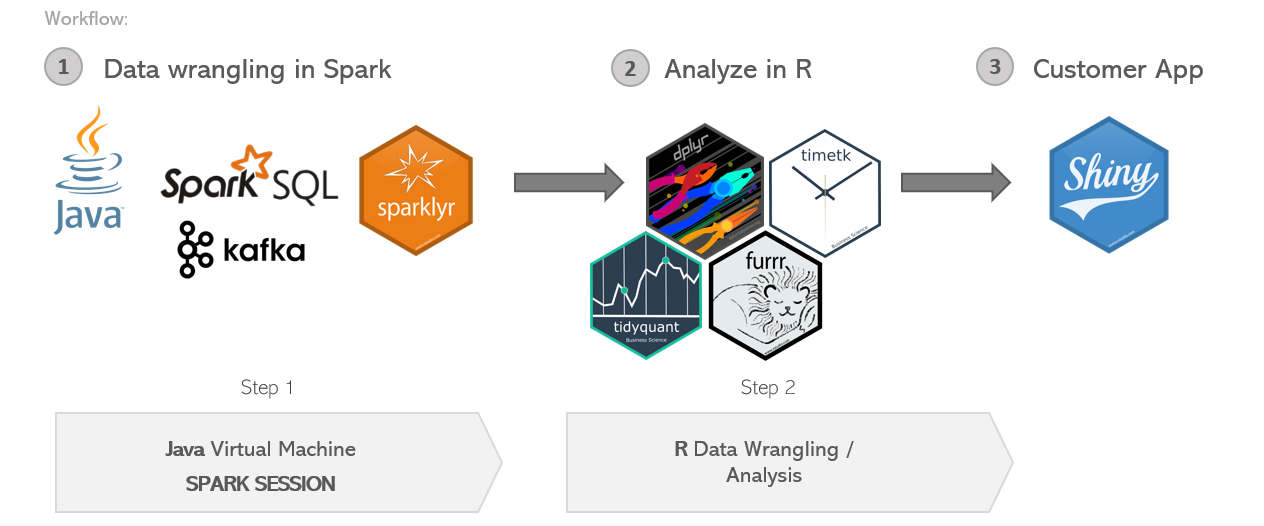 Workflow:
1 Data wrangling in Spark
2 Analyze in R
3 Customer App
Java
Spark SQL
kafka
sparklyr
dplyr
timetk
Business Science
tidyquant
Business Science
furrr
Shiny
Step 1
Step 2
Java Virtual Machine
SPARK SESSION
R Data Wrangling /
Analysis